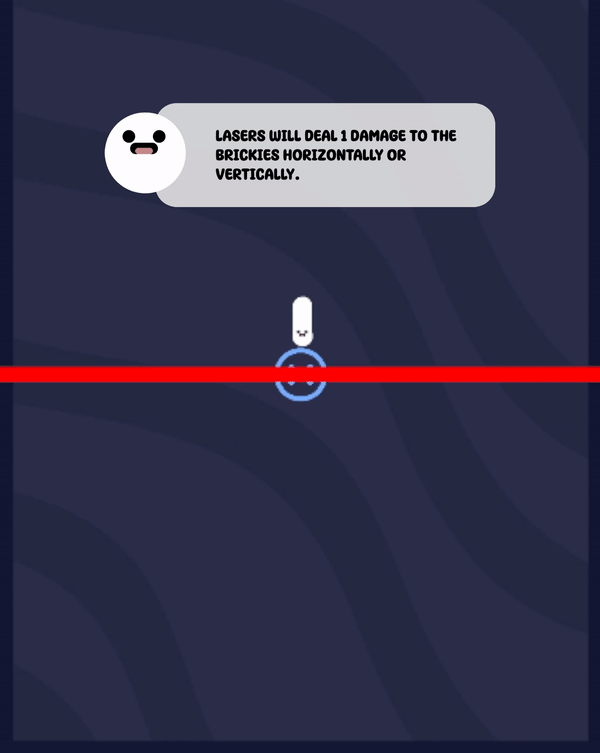 LASERS WILL DEAL 1 DAMAGE TO THE
BRICKIES HORIZONTALLY OR
VERTICALLY.